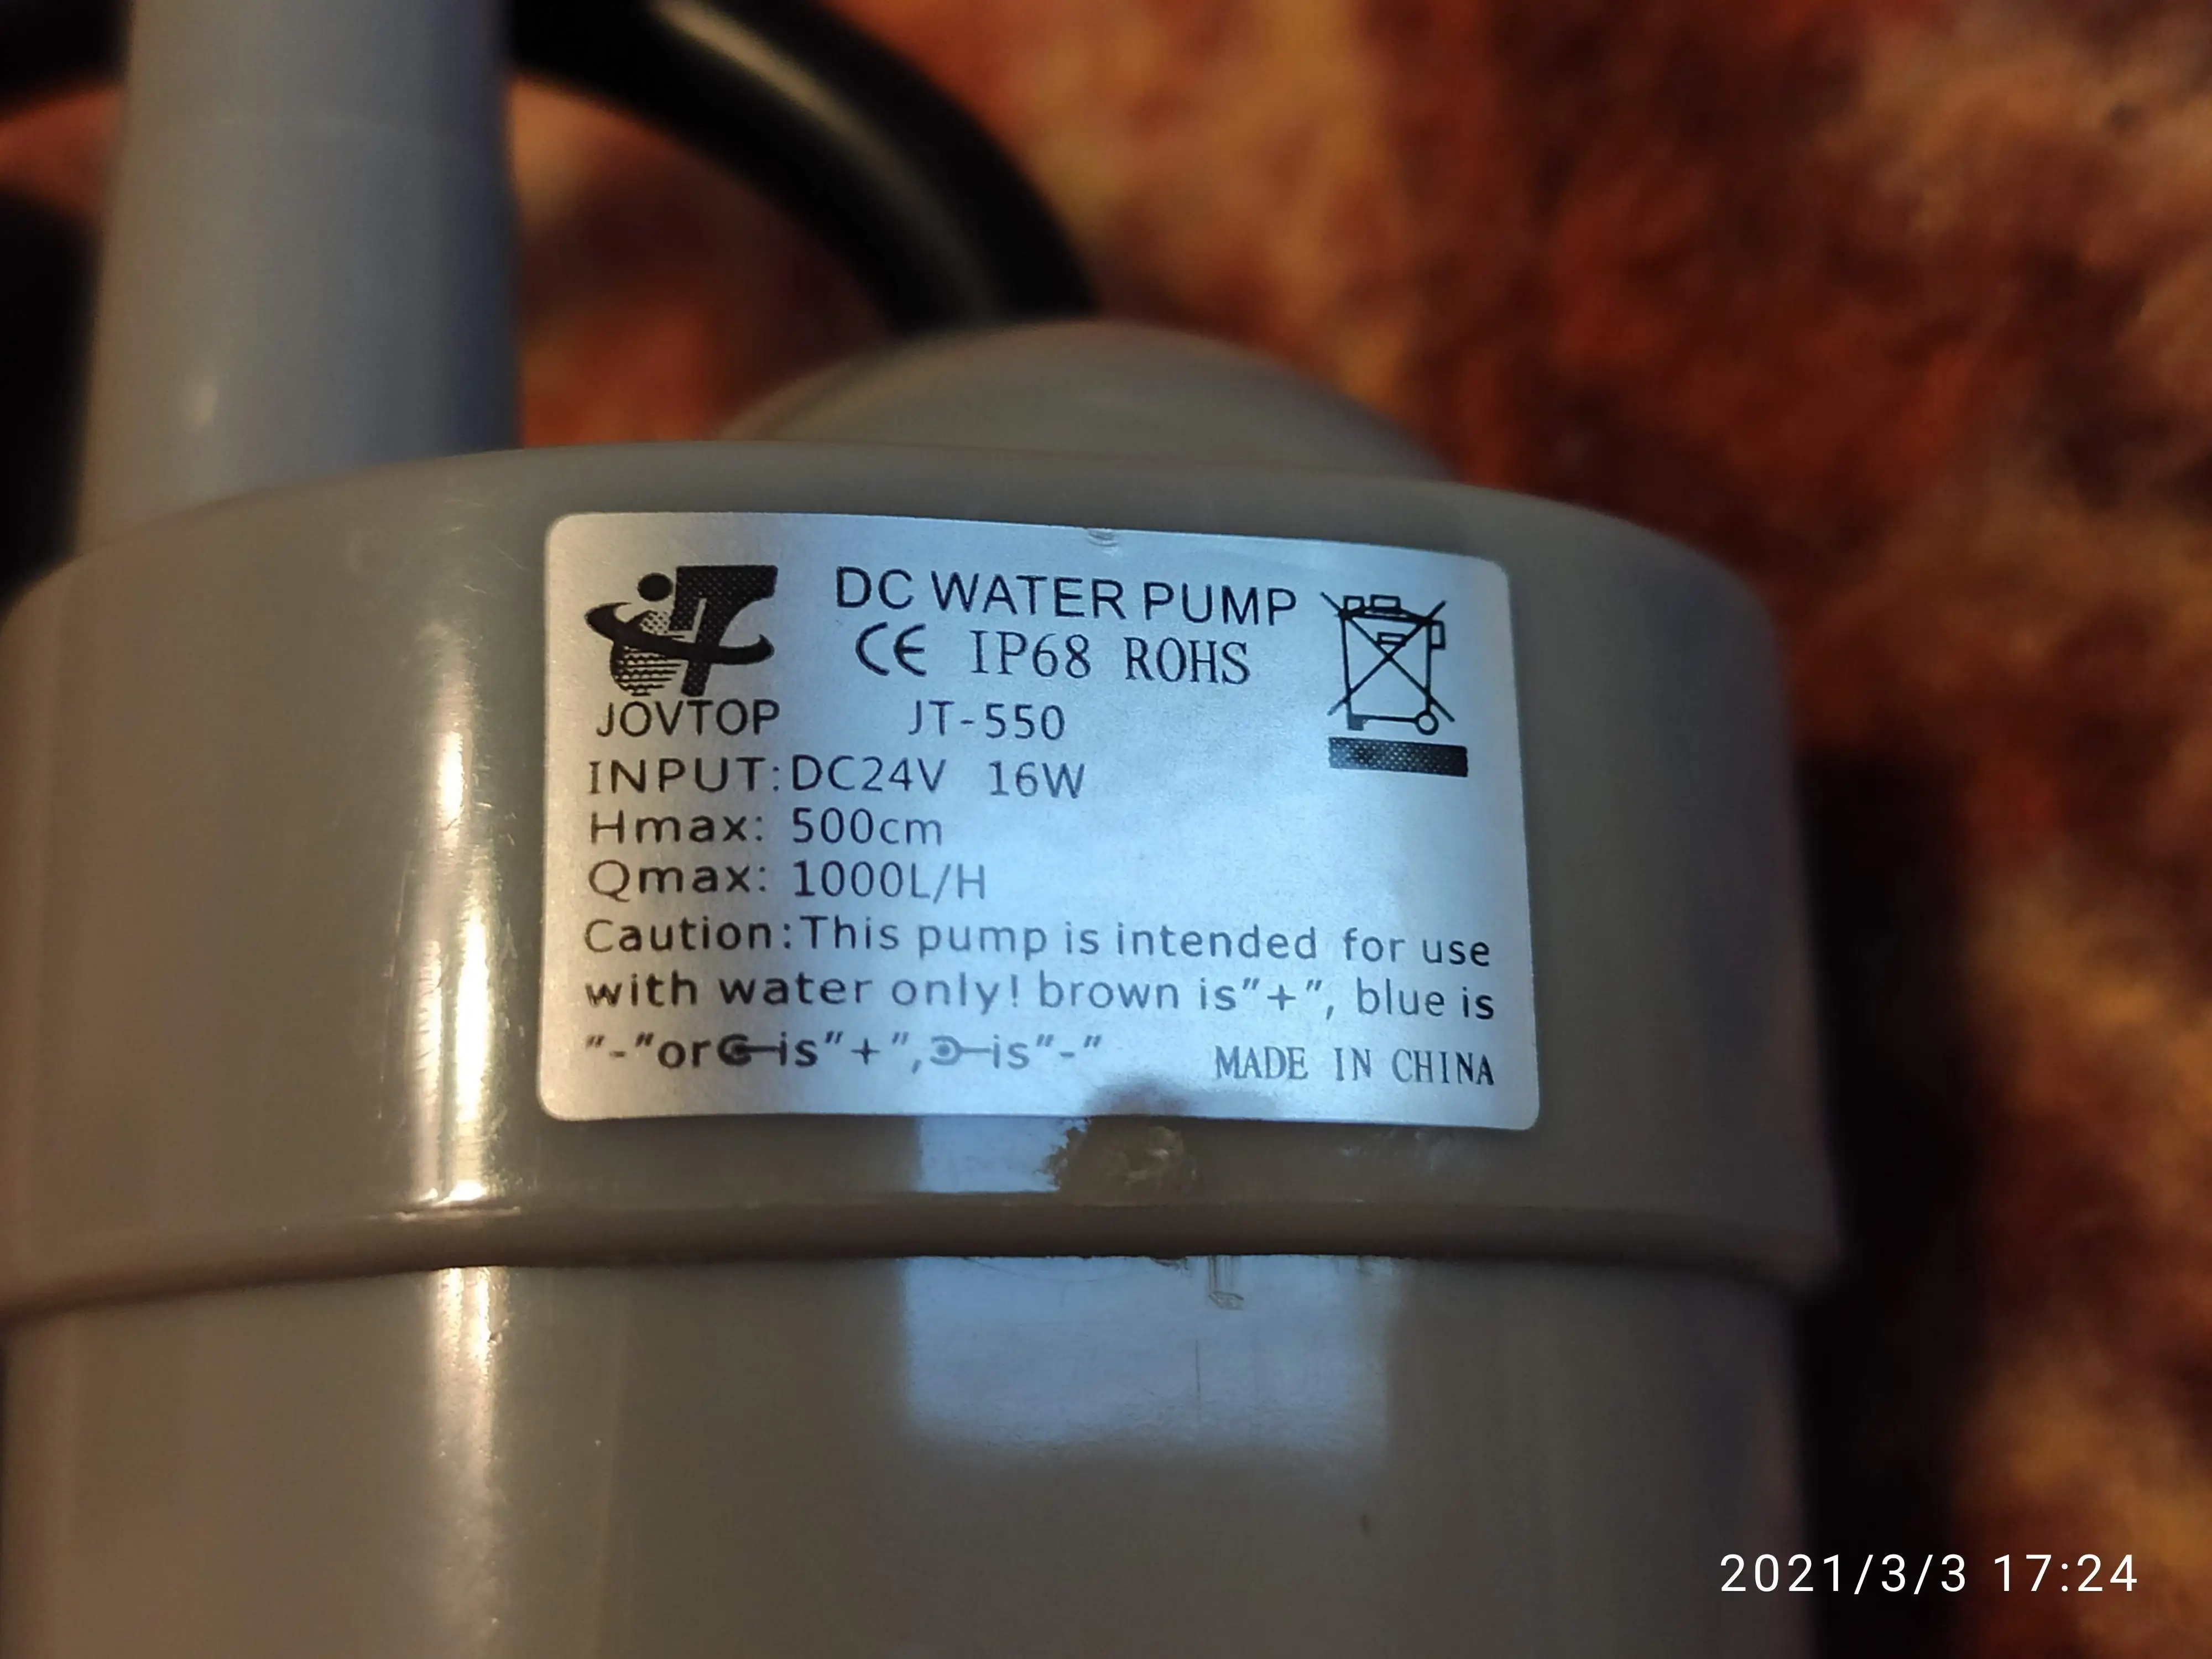 DC WATER PUMP
CE IP68 ROHS
JOVTOP JT-550
INPUT:DC24V 16W
Hmax: 500cm
Qmax: 1000L/H
Caution:This pump is intended for use
with water only! brown is"+", blue is
"-"or is"+", is"-" MADE IN CHINA
2021/3/3 17:24